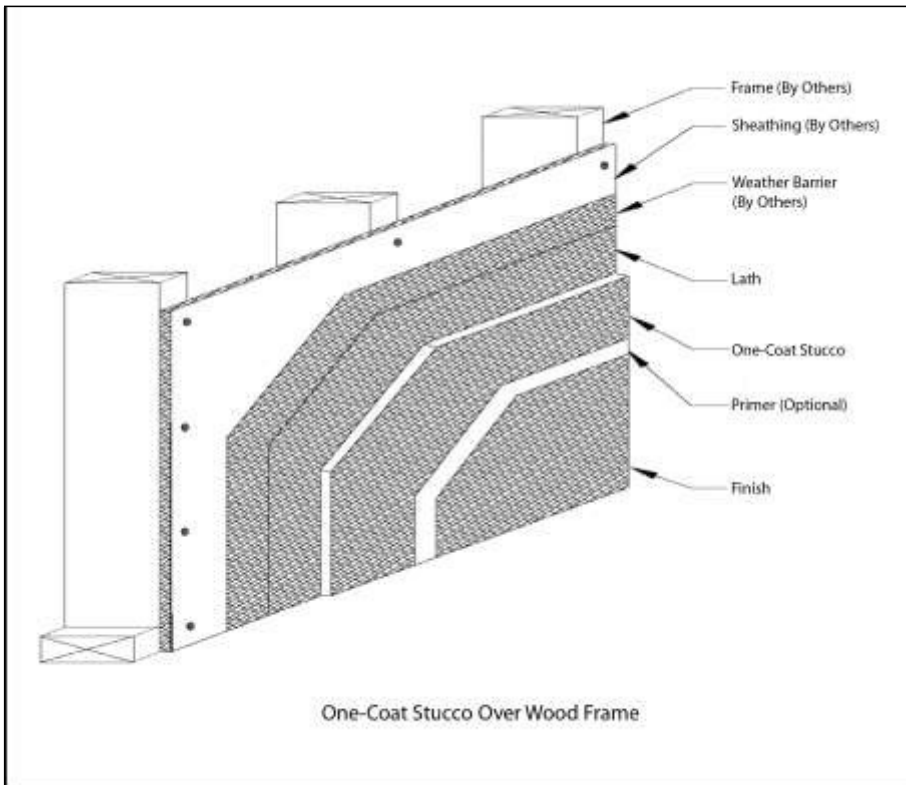 Frame (By Others)
Sheathing (By Others)
Weather Barrier
(By Others)
Lath
One-Coat Stucco
Primer (Optional)
Finish
One-Coat Stucco Over Wood Frame